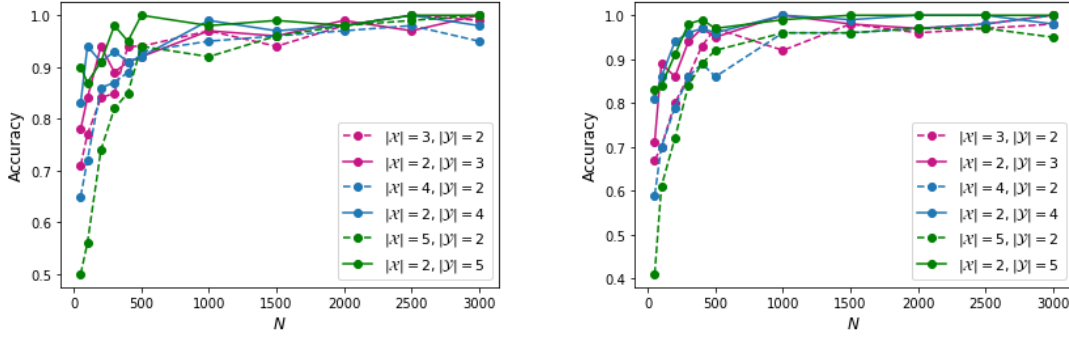 1.0
0.9
0.8
0.7
0.6
0.5
Accuracy
0 500 1000 1500 2000 2500 3000
N
|𝒳| = 3, |𝒴| = 2
|𝒳| = 2, |𝒴| = 3
|𝒳| = 4, |𝒴| = 2
|𝒳| = 2, |𝒴| = 4
|𝒳| = 5, |𝒴| = 2
|𝒳| = 2, |𝒴| = 5
1.0
0.9
0.8
0.7
0.6
0.5
0.4
Accuracy
0 500 1000 1500 2000 2500 3000
N
|𝒳| = 3, |𝒴| = 2
|𝒳| = 2, |𝒴| = 3
|𝒳| = 4, |𝒴| = 2
|𝒳| = 2, |𝒴| = 4
|𝒳| = 5, |𝒴| = 2
|𝒳| = 2, |𝒴| = 5